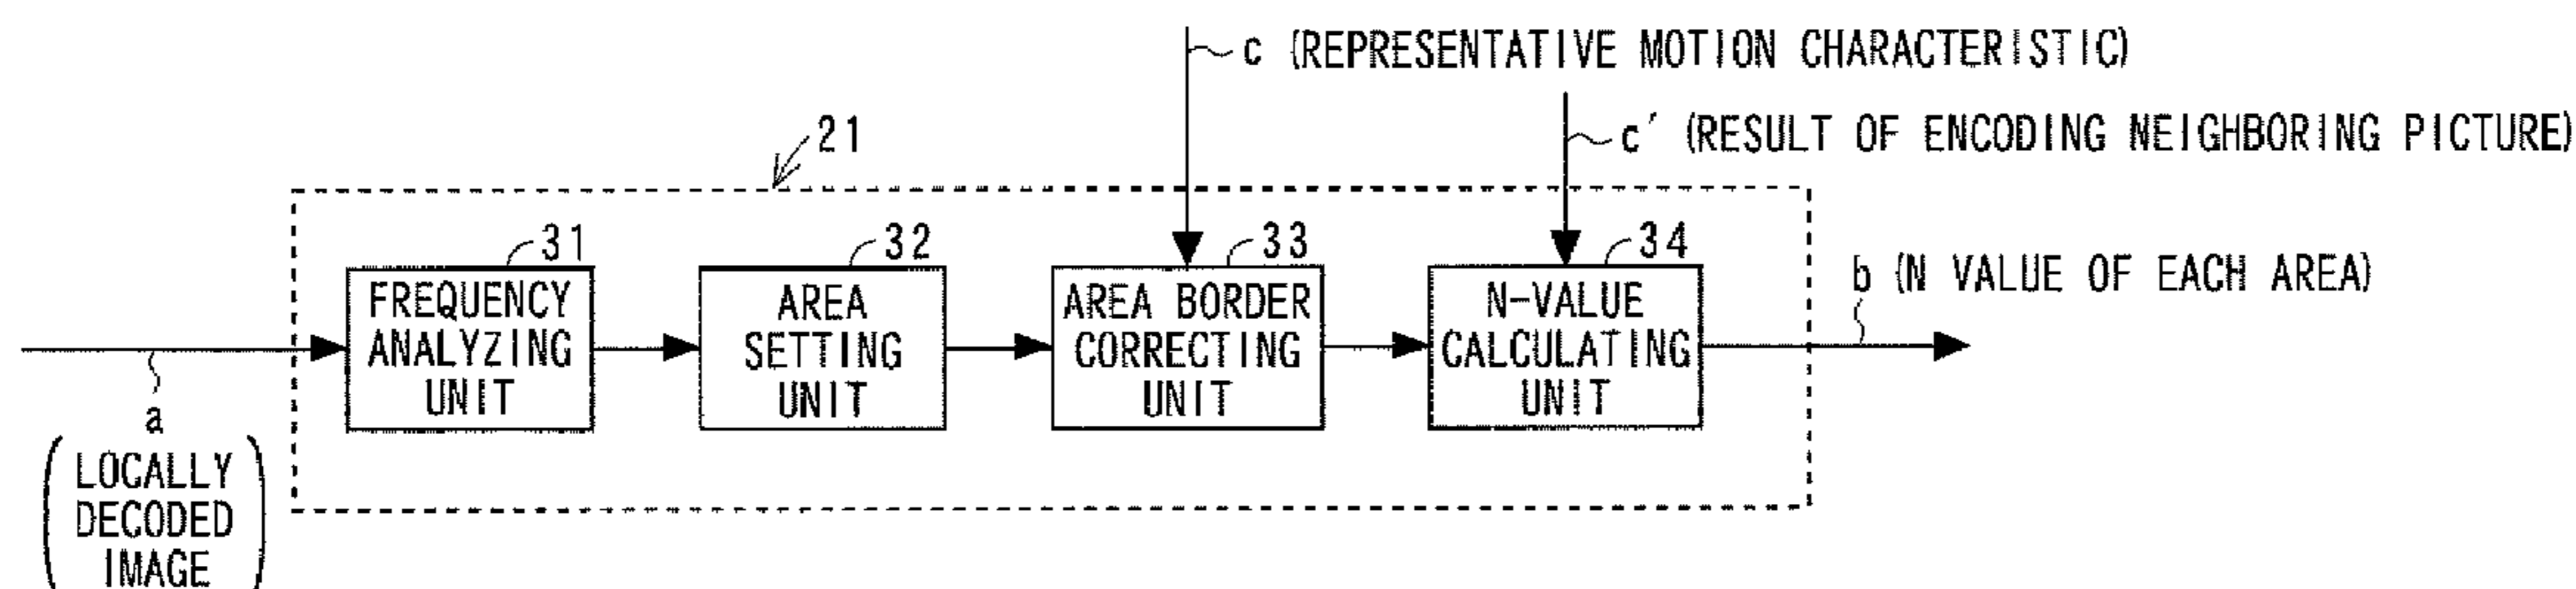 c (REPRESENTATIVE MOTION CHARACTERISTIC)
c' (RESULT OF ENCODING NEIGHBORING PICTURE)
21
31
32
33
34
FREQUENCY
ANALYZING
UNIT
AREA
SETTING
UNIT
AREA BORDER
CORRECTING
UNIT
N-VALUE
CALCULATING
UNIT
b (N VALUE OF EACH AREA)
a
(LOCALLY
DECODED
IMAGE)